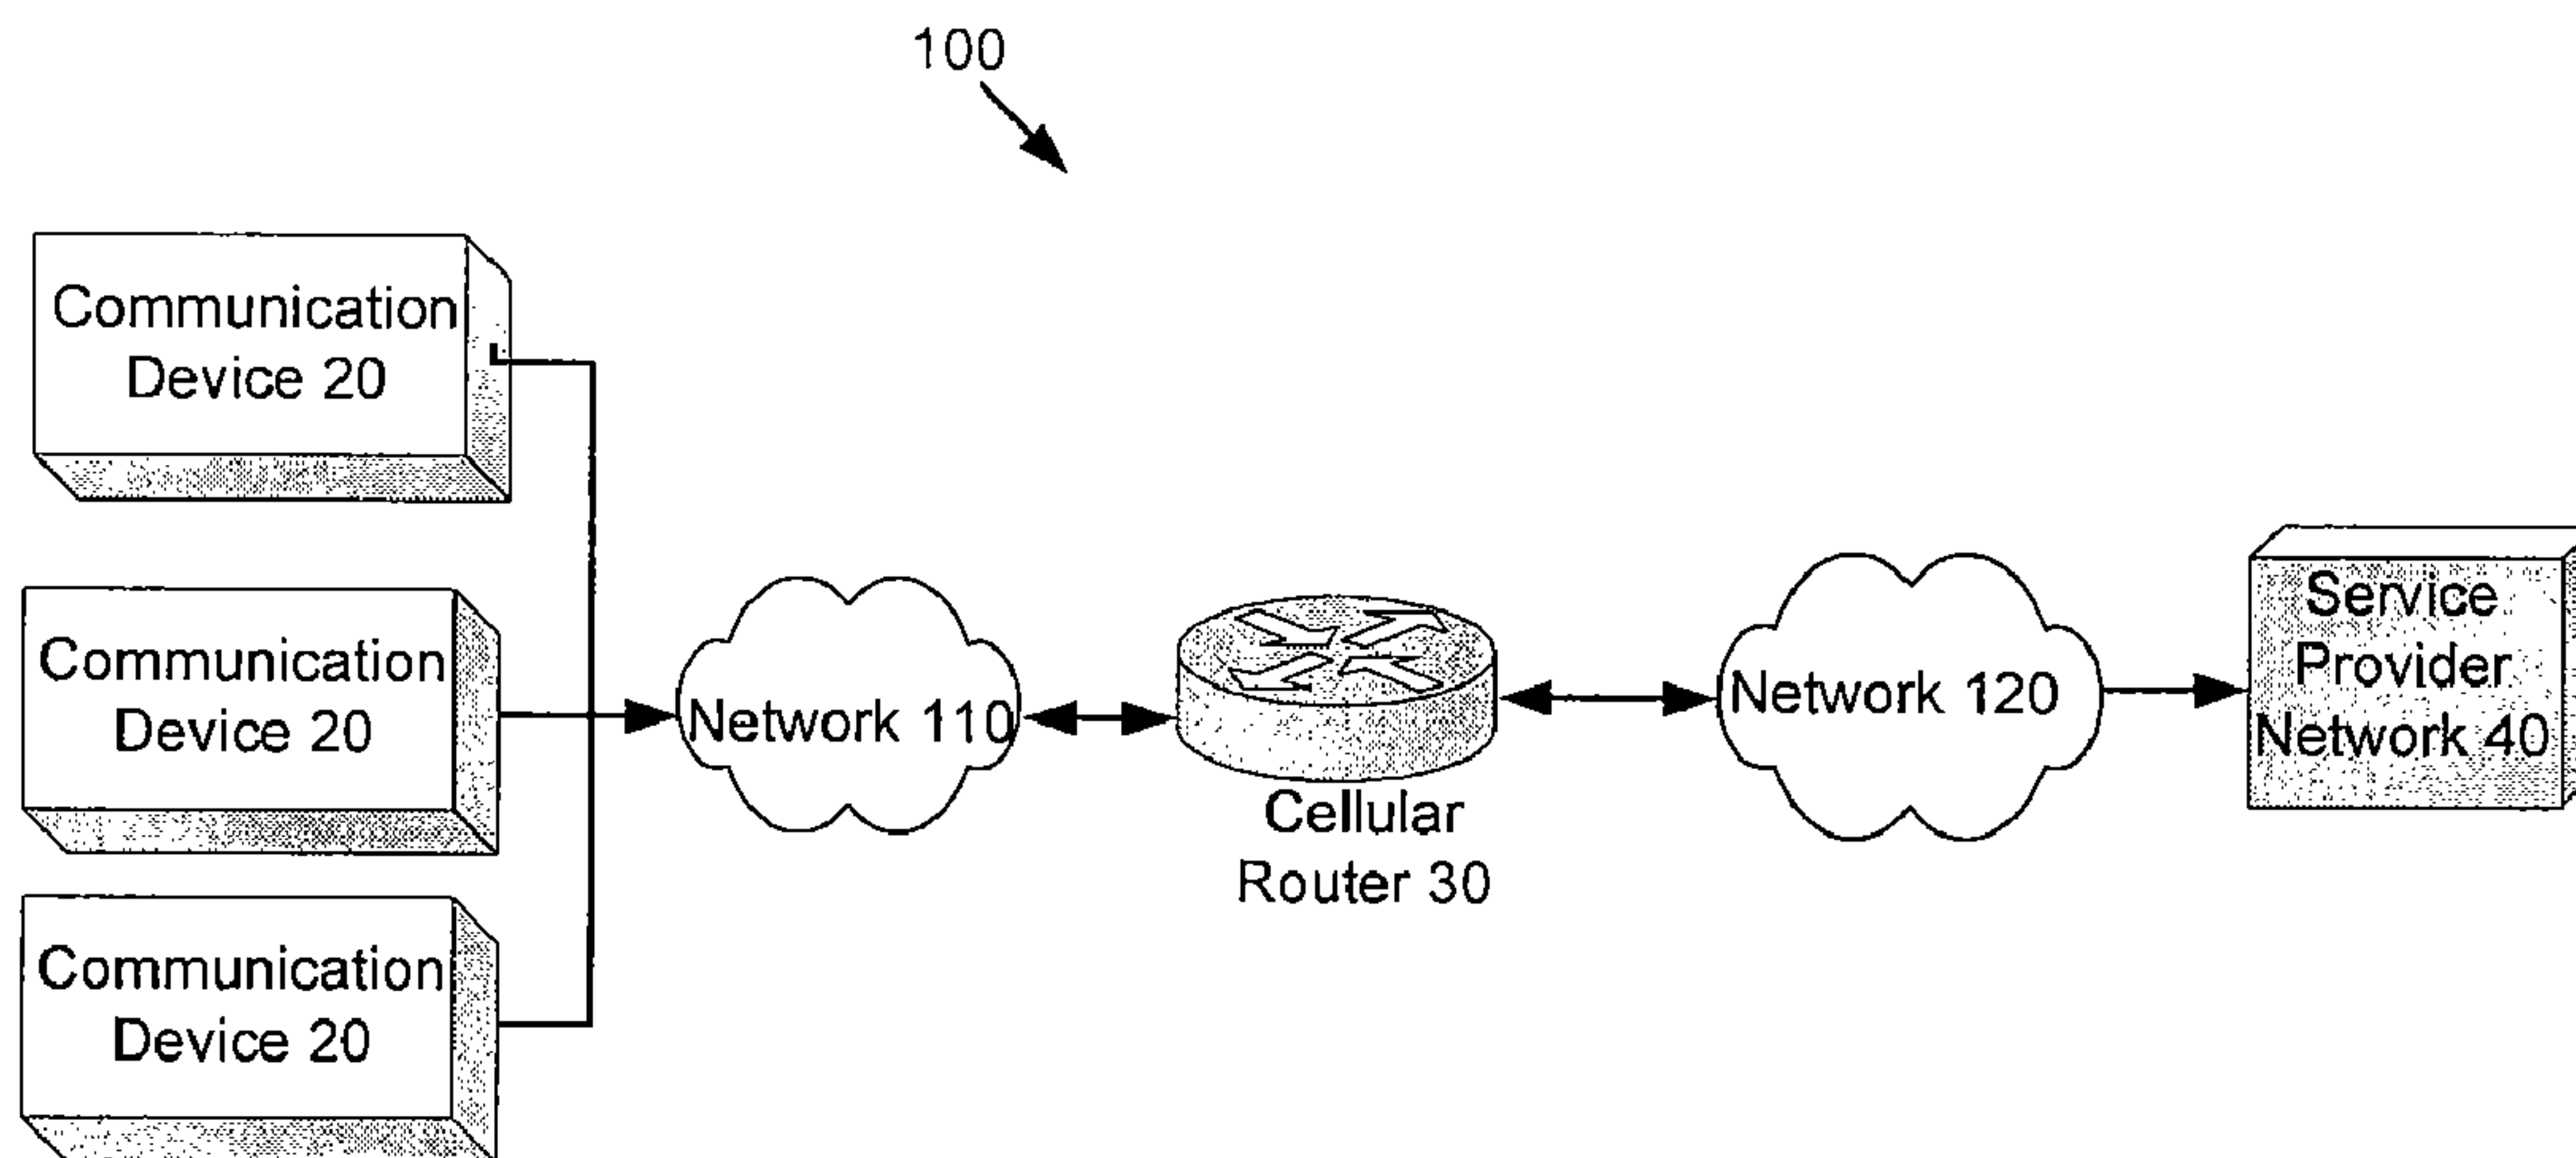 100
Communication
Device 20
Communication
Device 20
Communication
Device 20
Network 110
Cellular
Router 30
Network 120
Service
Provider
Network 40